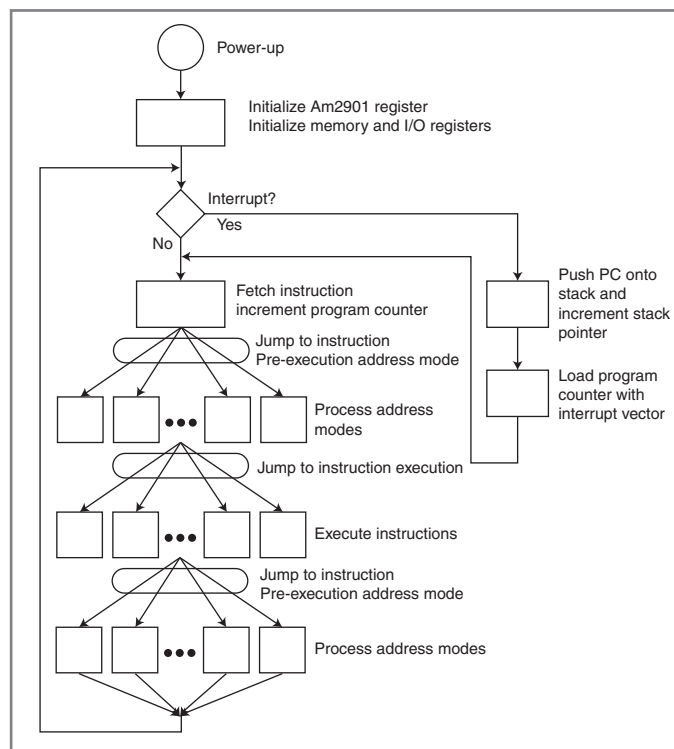 Power-up
Initialize Am2901 register
Initialize memory and I/O registers
Interrupt?
Yes
No
Fetch instruction
increment program counter
Push PC onto
stack and
increment stack
pointer
Jump to instruction
Pre-execution address mode
Load program
counter with
interrupt vector
Process address
modes
Jump to instruction execution
Execute instructions
Jump to instruction
Pre-execution address mode
Process address modes